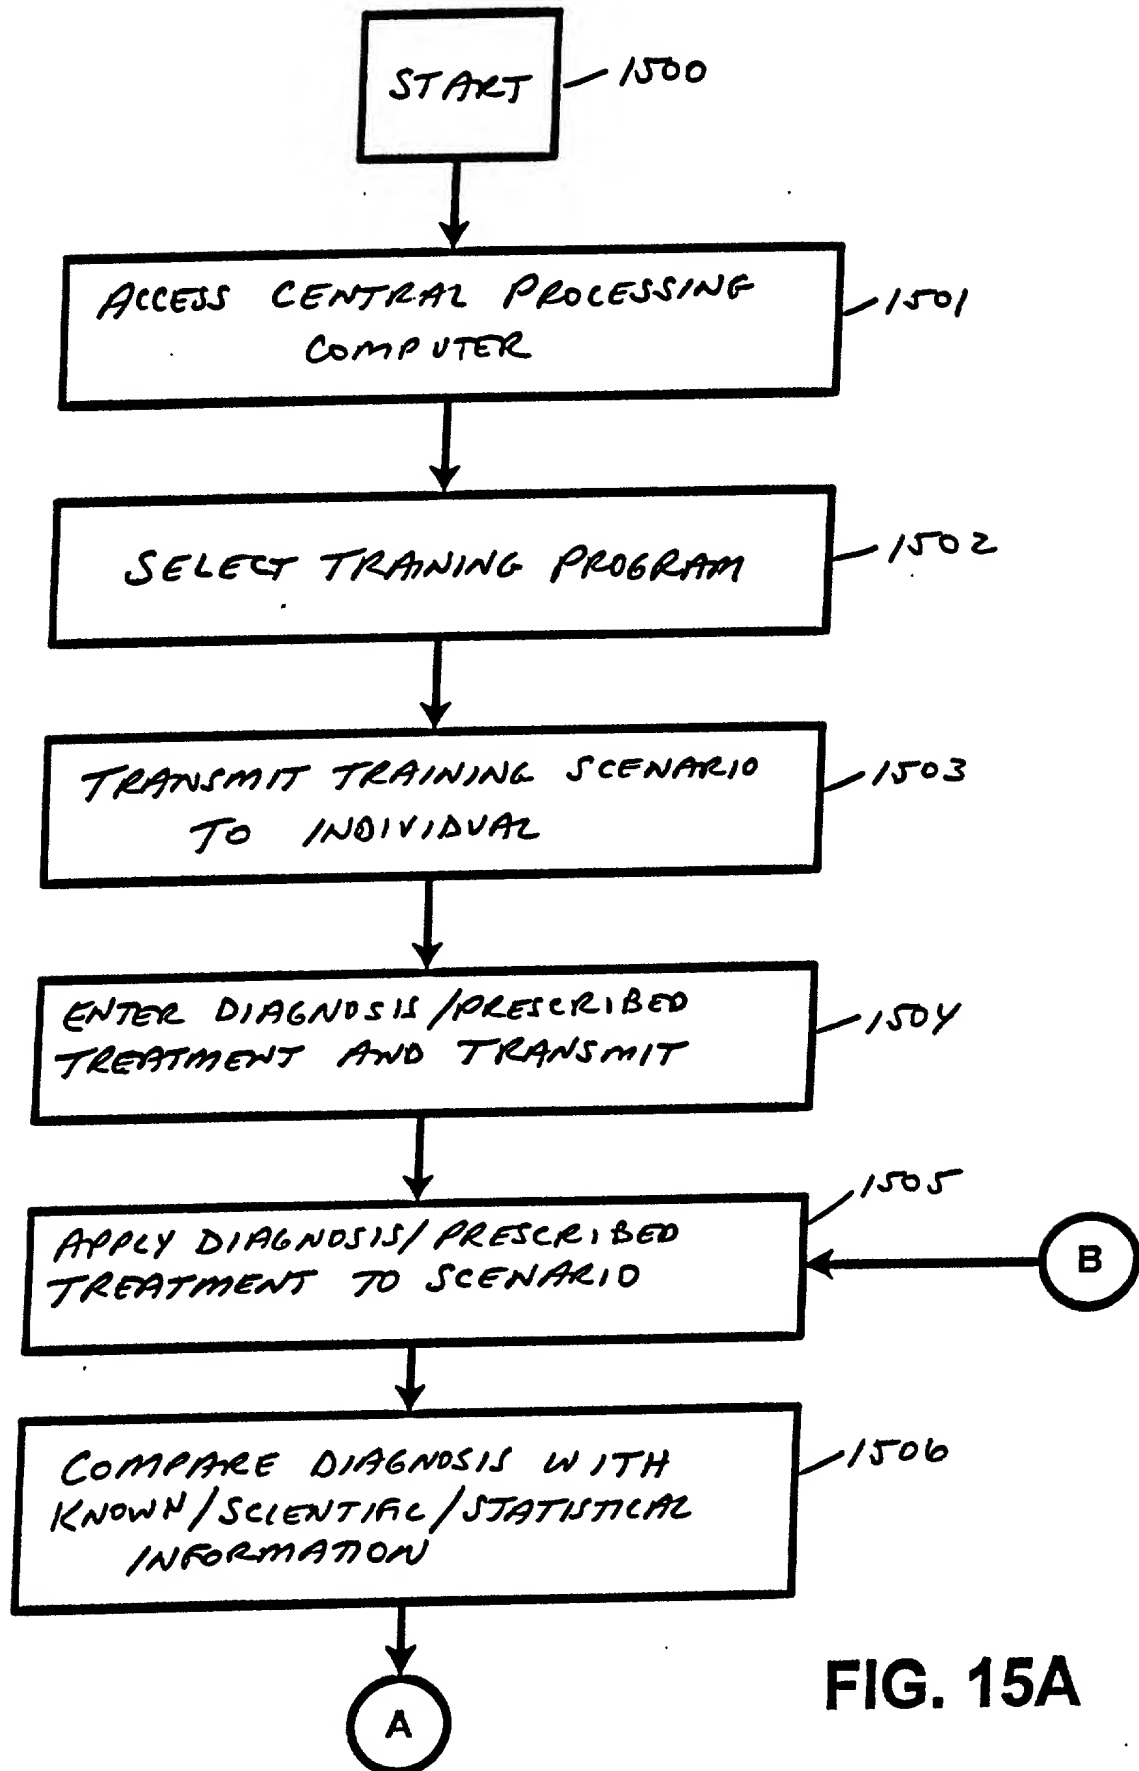 START
1500
ACCESS CENTRAL PROCESSING
COMPUTER
1501
SELECT TRAINING PROGRAM
1502
TRANSMIT TRAINING SCENARIO
TO INDIVIDUAL
1503
ENTER DIAGNOSIS/PRESCRIBED
TREATMENT AND TRANSMIT
1504
APPLY DIAGNOSIS/PRESCRIBED
TREATMENT TO SCENARIO
1505
B
COMPARE DIAGNOSIS WITH
KNOWN/SCIENTIFIC/STATISTICAL
INFORMATION
1506
A
FIG. 15A